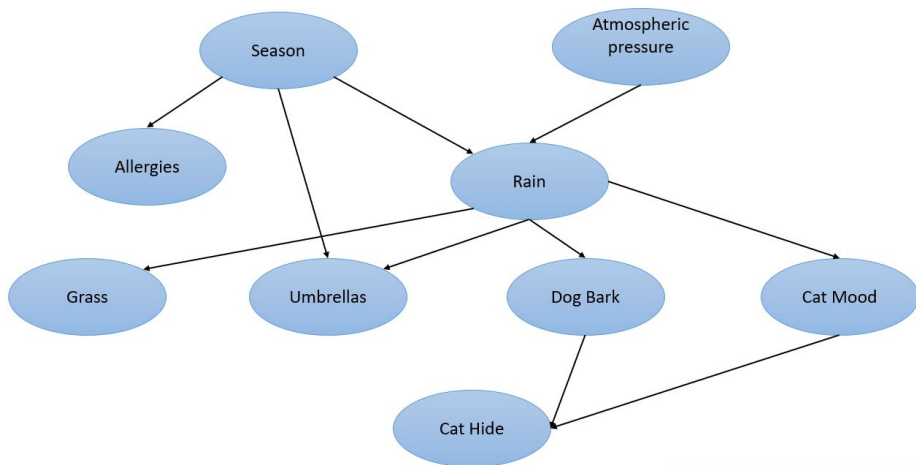 Season
Atmospheric
pressure
Allergies
Rain
Grass
Umbrellas
Dog Bark
Cat Mood
Cat Hide